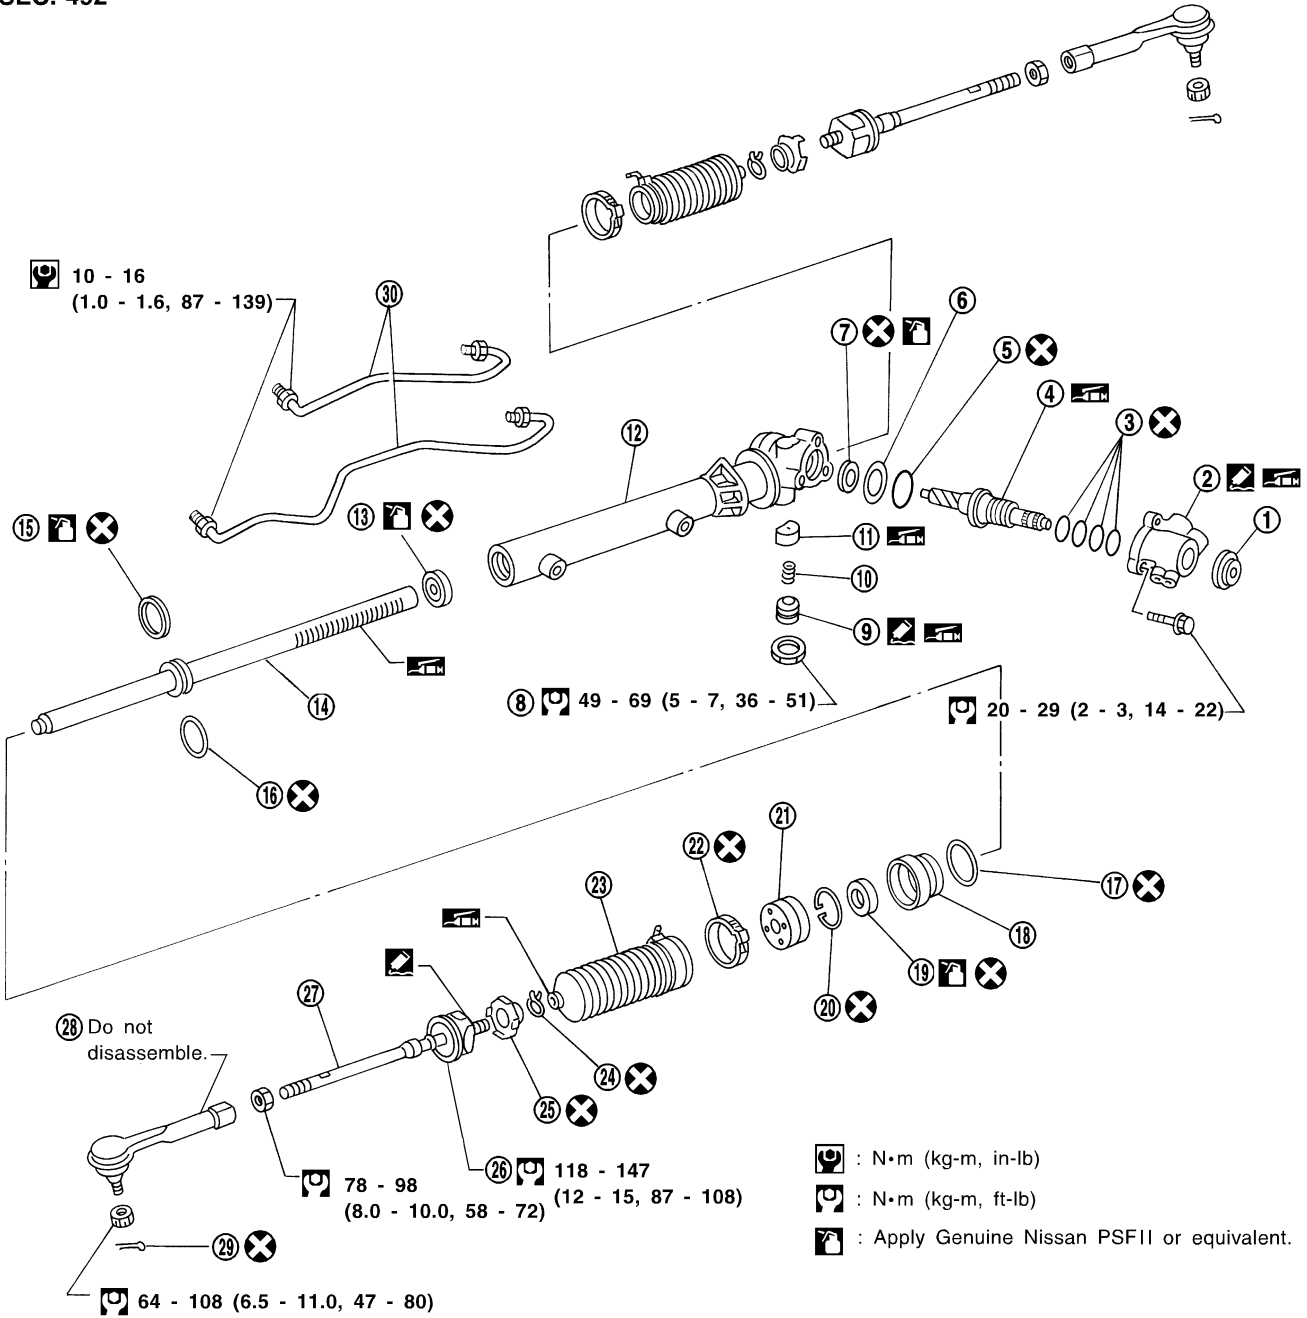 10 - 16
(1.0 - 1.6, 87 - 139)
30
6
7
5
4
3
2
1
12
13
15
11
10
9
14
8 49 - 69 (5 - 7, 36 - 51)
20 - 29 (2 - 3, 14 - 22)
16
21
22
23
17
18
19
20
27
28 Do not
disassemble.
24
25
26 118 - 147
(12 - 15, 87 - 108)
78 - 98
(8.0 - 10.0, 58 - 72)
29
64 - 108 (6.5 - 11.0, 47 - 80)
: N•m (kg-m, in-lb)
: N•m (kg-m, ft-lb)
: Apply Genuine Nissan PSFII or equivalent.